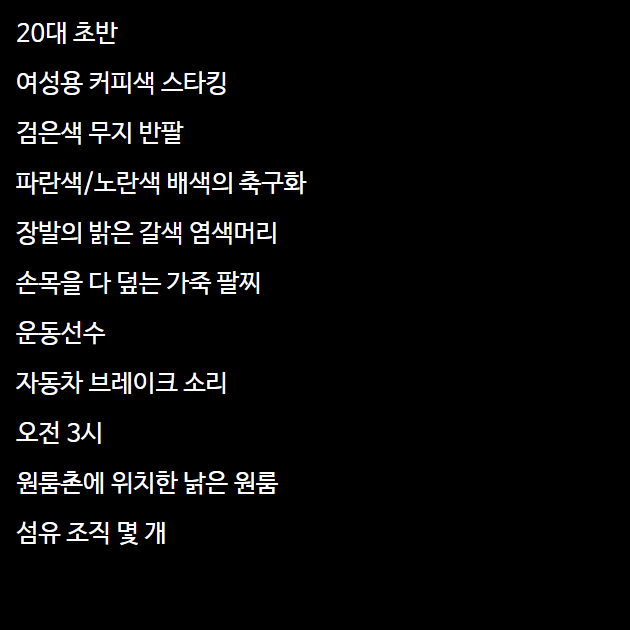 20대 초반
여성용 커피색 스타킹
검은색 무지 반팔
파란색/노란색 배색의 축구화
장발의 밝은 갈색 염색머리
손목을 다 덮는 가죽 팔찌
운동선수
자동차 브레이크 소리
오전 3시
원룸촌에 위치한 낡은 원룸
섬유 조직 몇 개